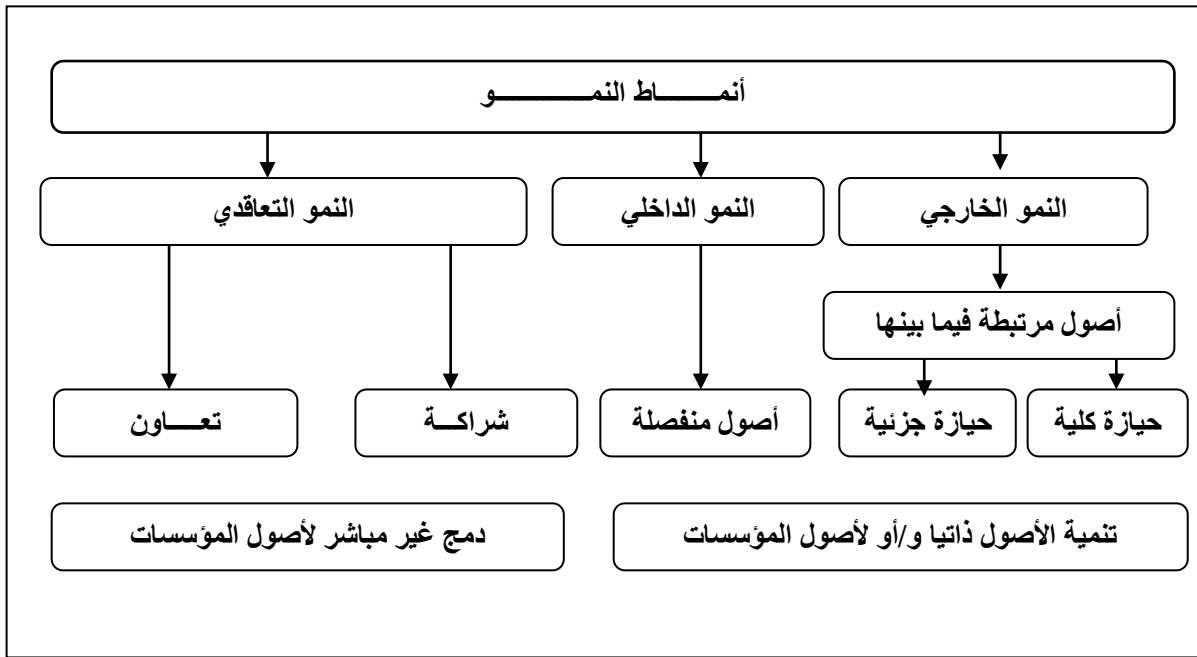 أنمـــــاط النمـــــــو
النمو الخارجي
النمو الداخلي
النمو التعاقدي
أصول مرتبطة فيما بينها
حيازة كلية
حيازة جزئية
أصول منفصلة
شراكـــة
تعـــاون
تنمية الأصول ذاتيا و/أو لأصول المؤسسات
دمج غير مباشر لأصول المؤسسات